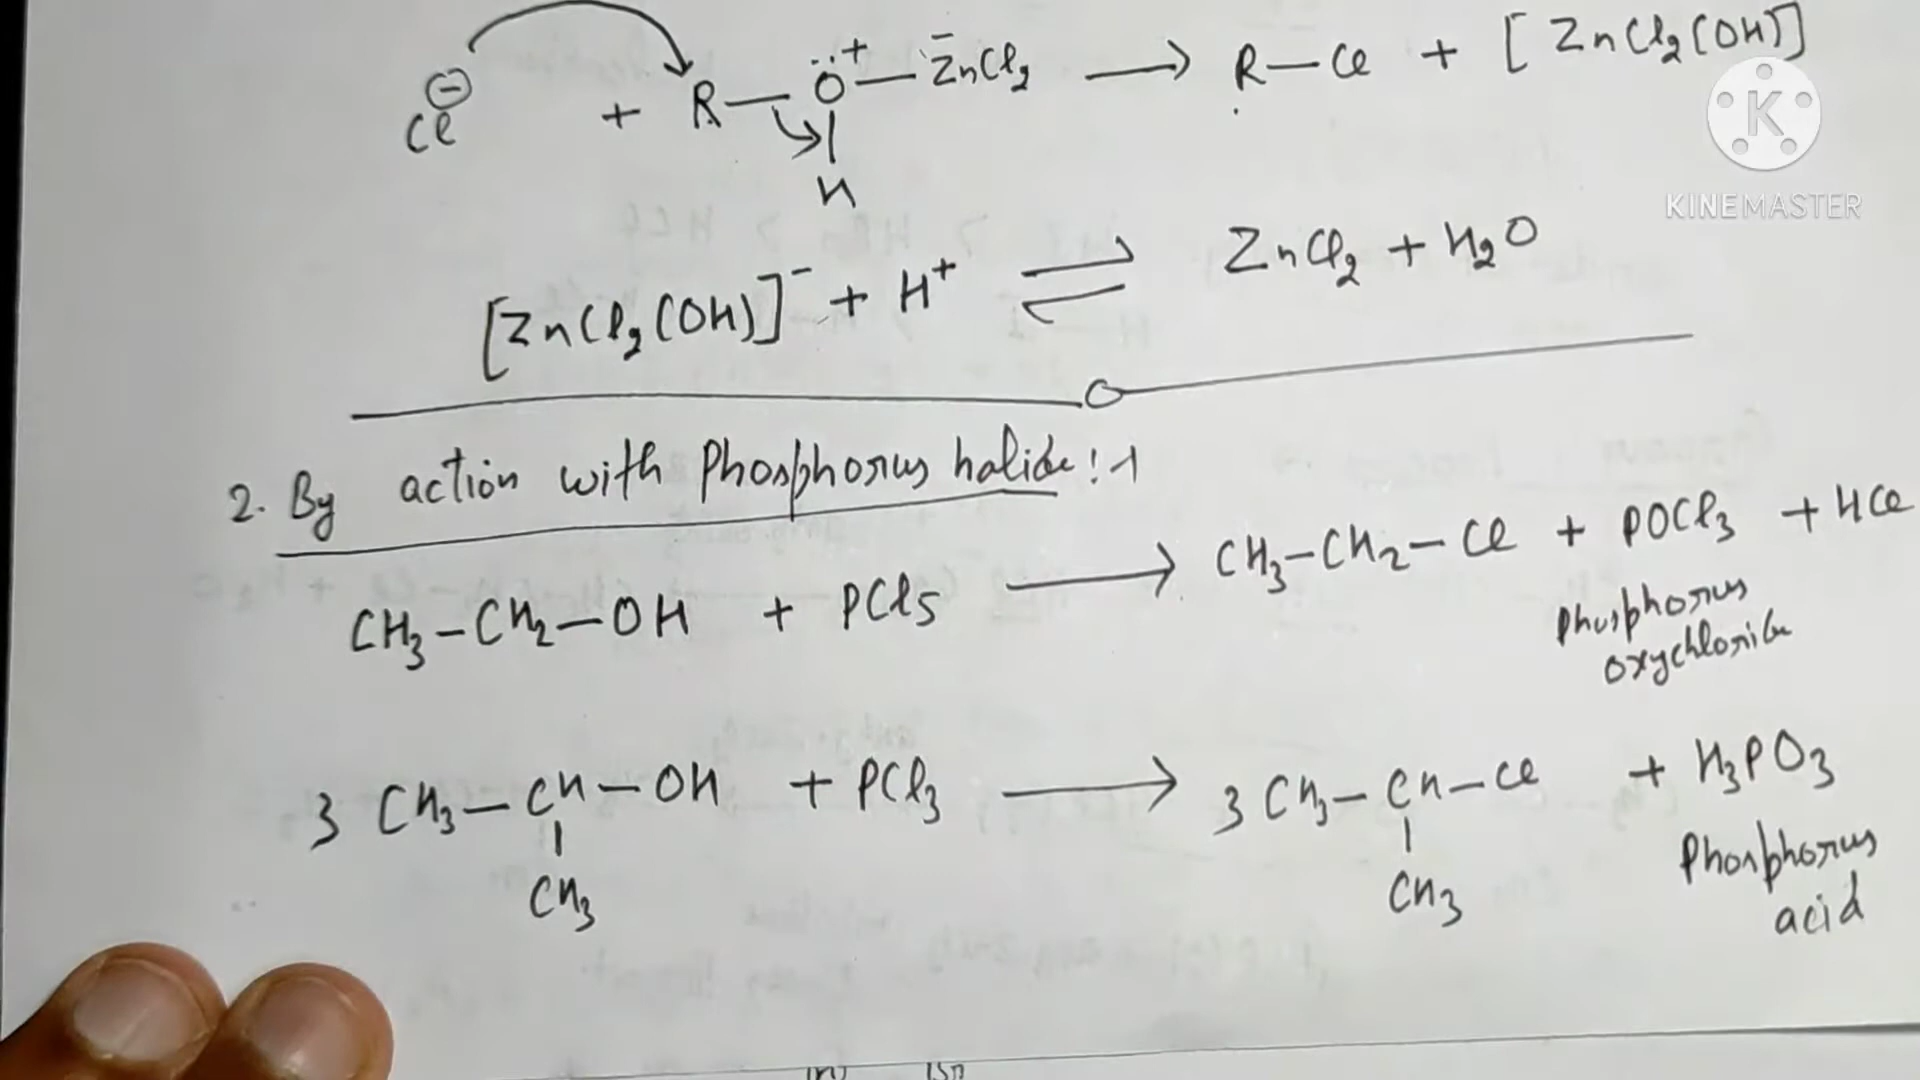 Cl⊖ + R—Ö⁺—Z̄nCl₂ ⟶ R—Cl + [ZnCl₂(OH)]
H
K
KINEMASTER
[ZnCl₂(OH)]⁻ + H⁺ ⇌ ZnCl₂ + H₂O
2. By action with Phosphorus halide :-
CH₃–CH₂–OH + PCl5 ⟶ CH₃–CH₂–Cl + POCl₃ + HCl
Phosphorus
oxychloride
3 CH₃–CH–OH + PCl₃ ⟶ 3 CH₃–CH–Cl + H₃PO₃
CH₃ CH₃
Phosphorus
acid